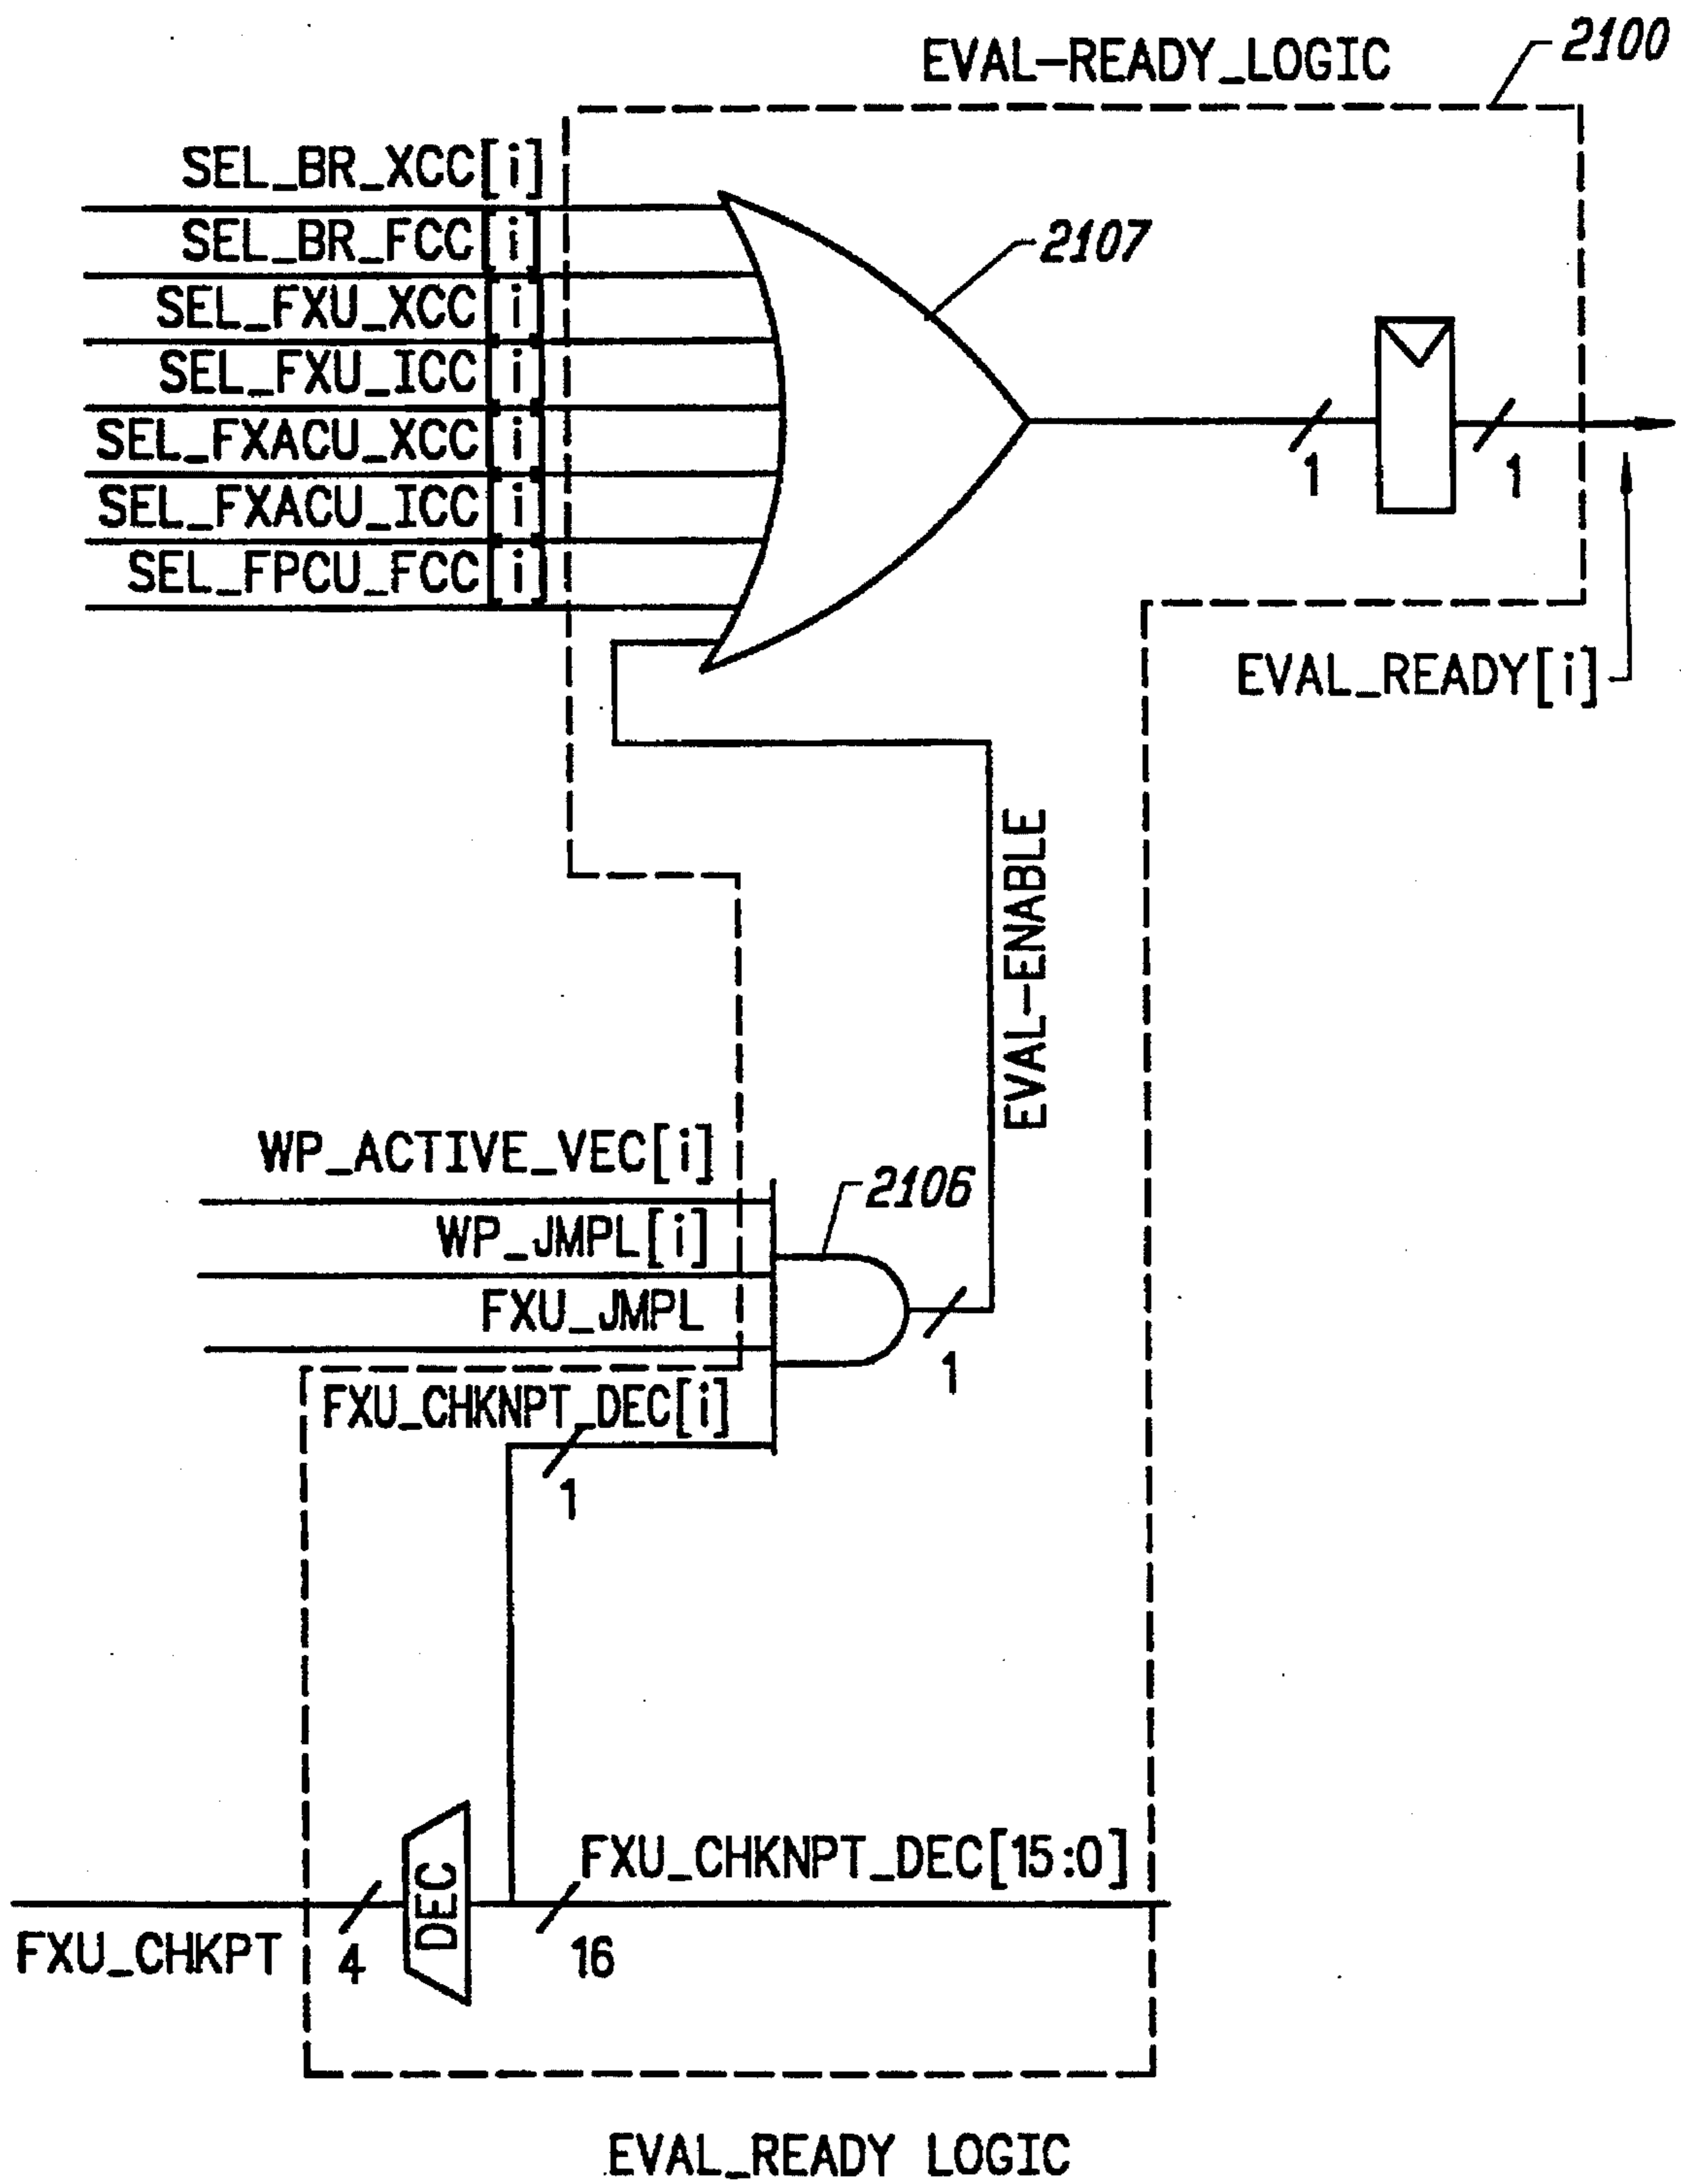 2100
EVAL-READY_LOGIC
SEL_BR_XCC[i]
SEL_BR_FCC[i]
2107
SEL_FXU_XCC[i]
SEL_FXU_ICC[i]
SEL_FXACU_XCC[i]
1
1
SEL_FXACU_ICC[i]
SEL_FPCU_FCC[i]
EVAL_READY[i]
EVAL-ENABLE
WP_ACTIVE_VEC[i]
2106
WP_JMPL[i]
FXU_JMPL
1
FXU_CHKNPT_DEC[i]
1
FXU_CHKNPT_DEC[15:0]
DEC
FXU_CHKPT
4
16
EVAL_READY LOGIC